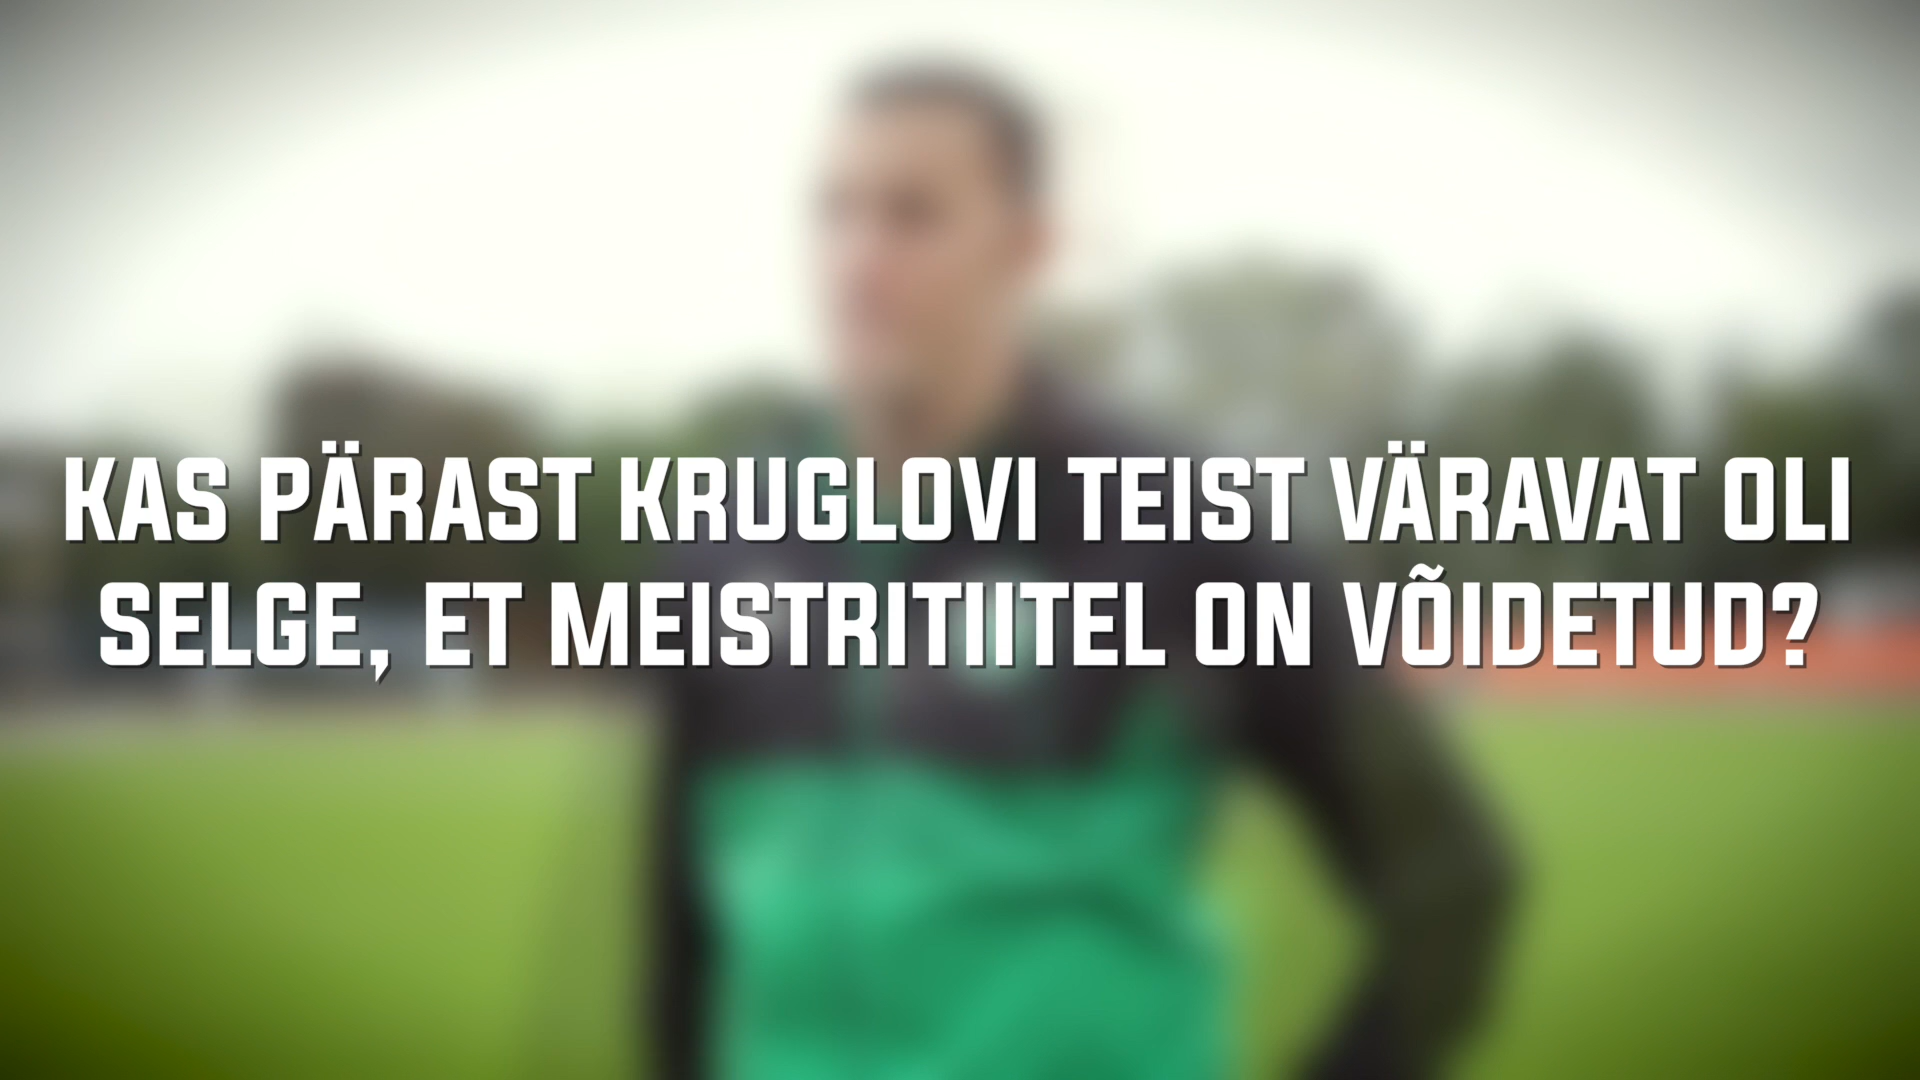 KAS PÄRAST KRUGLOVI TEIST VÄRAVAT OLI
SELGE, ET MEISTRITIITEL ON VÕIDETUD?